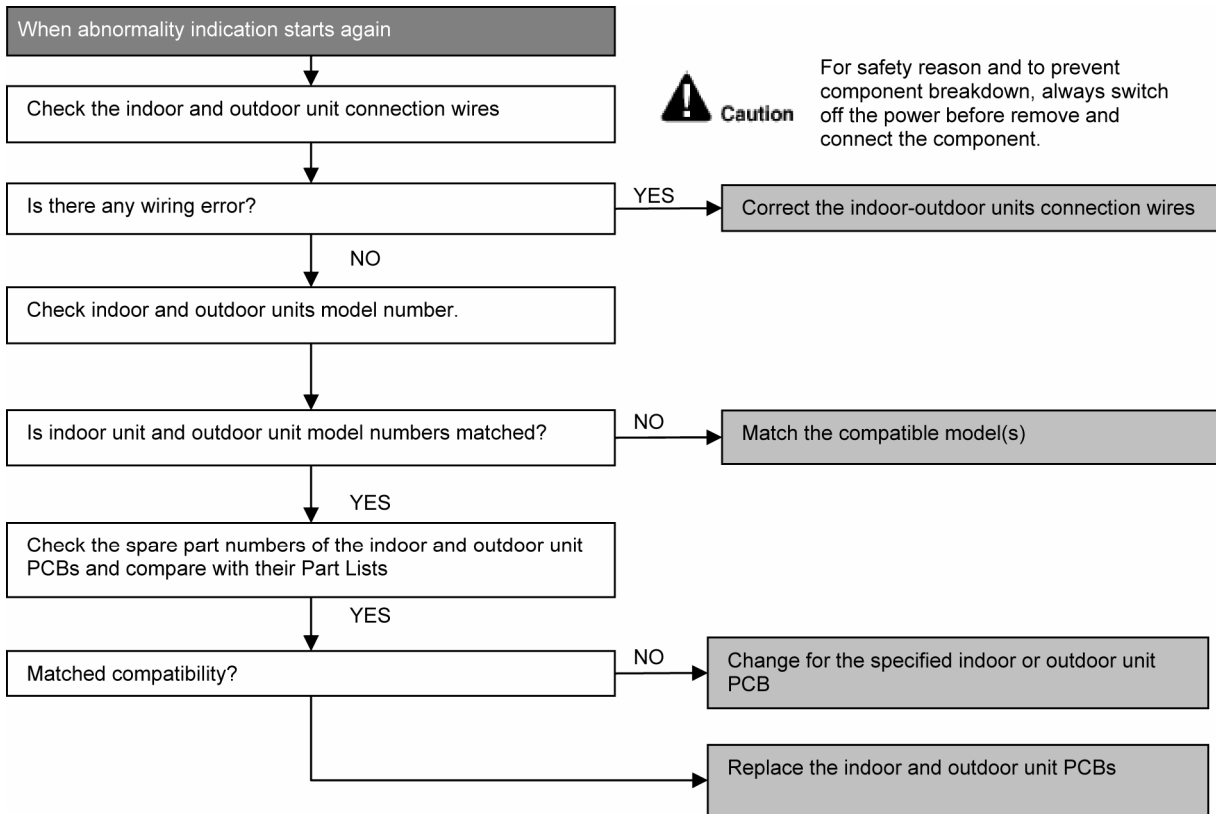 When abnormality indication starts again
Check the indoor and outdoor unit connection wires
Caution
For safety reason and to prevent
component breakdown, always switch
off the power before remove and
connect the component.
Is there any wiring error?
YES
Correct the indoor-outdoor units connection wires
NO
Check indoor and outdoor units model number.
Is indoor unit and outdoor unit model numbers matched?
NO
Match the compatible model(s)
YES
Check the spare part numbers of the indoor and outdoor unit
PCBs and compare with their Part Lists
YES
Matched compatibility?
NO
Change for the specified indoor or outdoor unit
PCB
Replace the indoor and outdoor unit PCBs